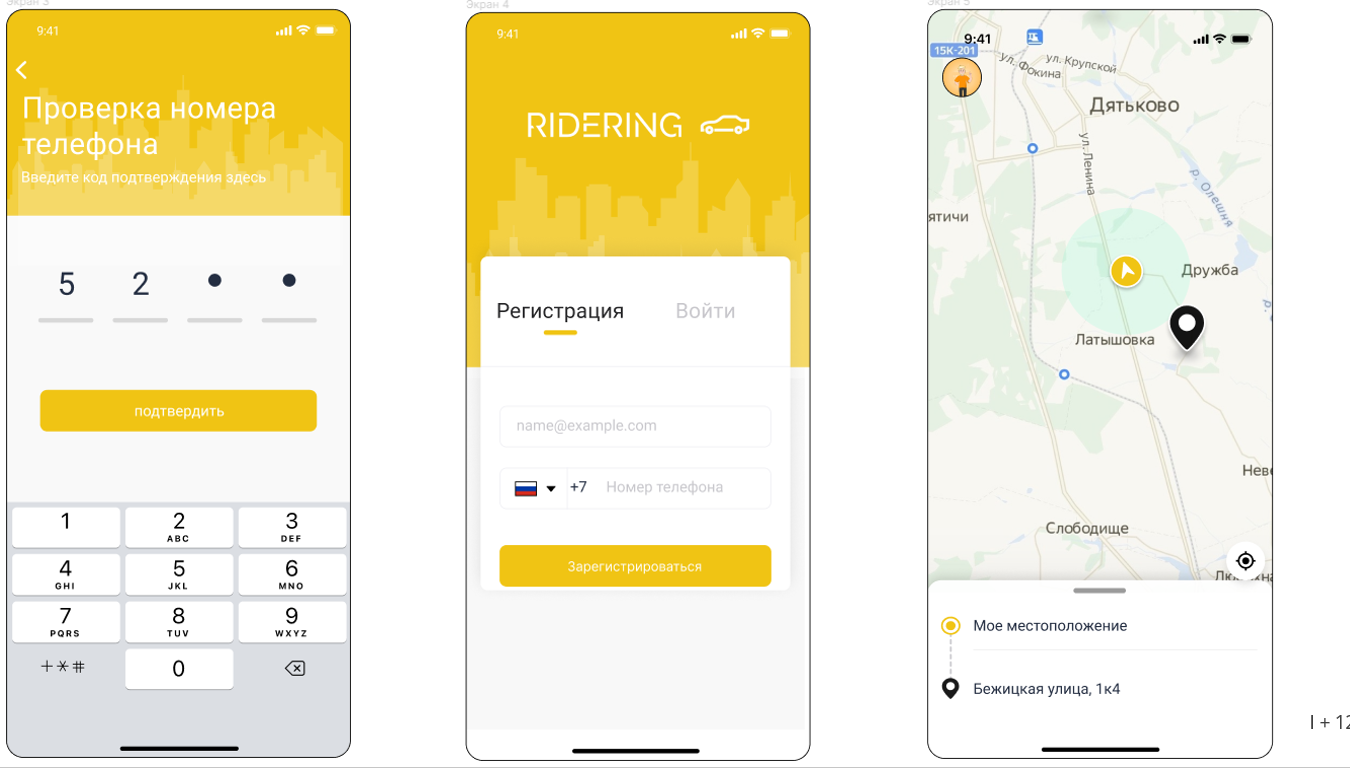 Экран 3
9:41
Проверка номера
телефона
Введите код подтверждения здесь
5 2
подтвердить
1 2 3
ABC DEF
4 5 6
GHI JKL MNO
7 8 9
PQRS TUV WXYZ
+*# 0
Экран 4
9:41
RIDERING
Регистрация Войти
name@example.com
+7 Номер телефона
Зарегистрироваться
Экран 5
9:41
15K-201
ул. Фокина
ул. Крупской
Дятьково
ул. Ленина
р. Олешня
ятичи
Дружба
Латышовка
Неве
Слободище
Мое местоположение
Бежицкая улица, 1к4
I + 12